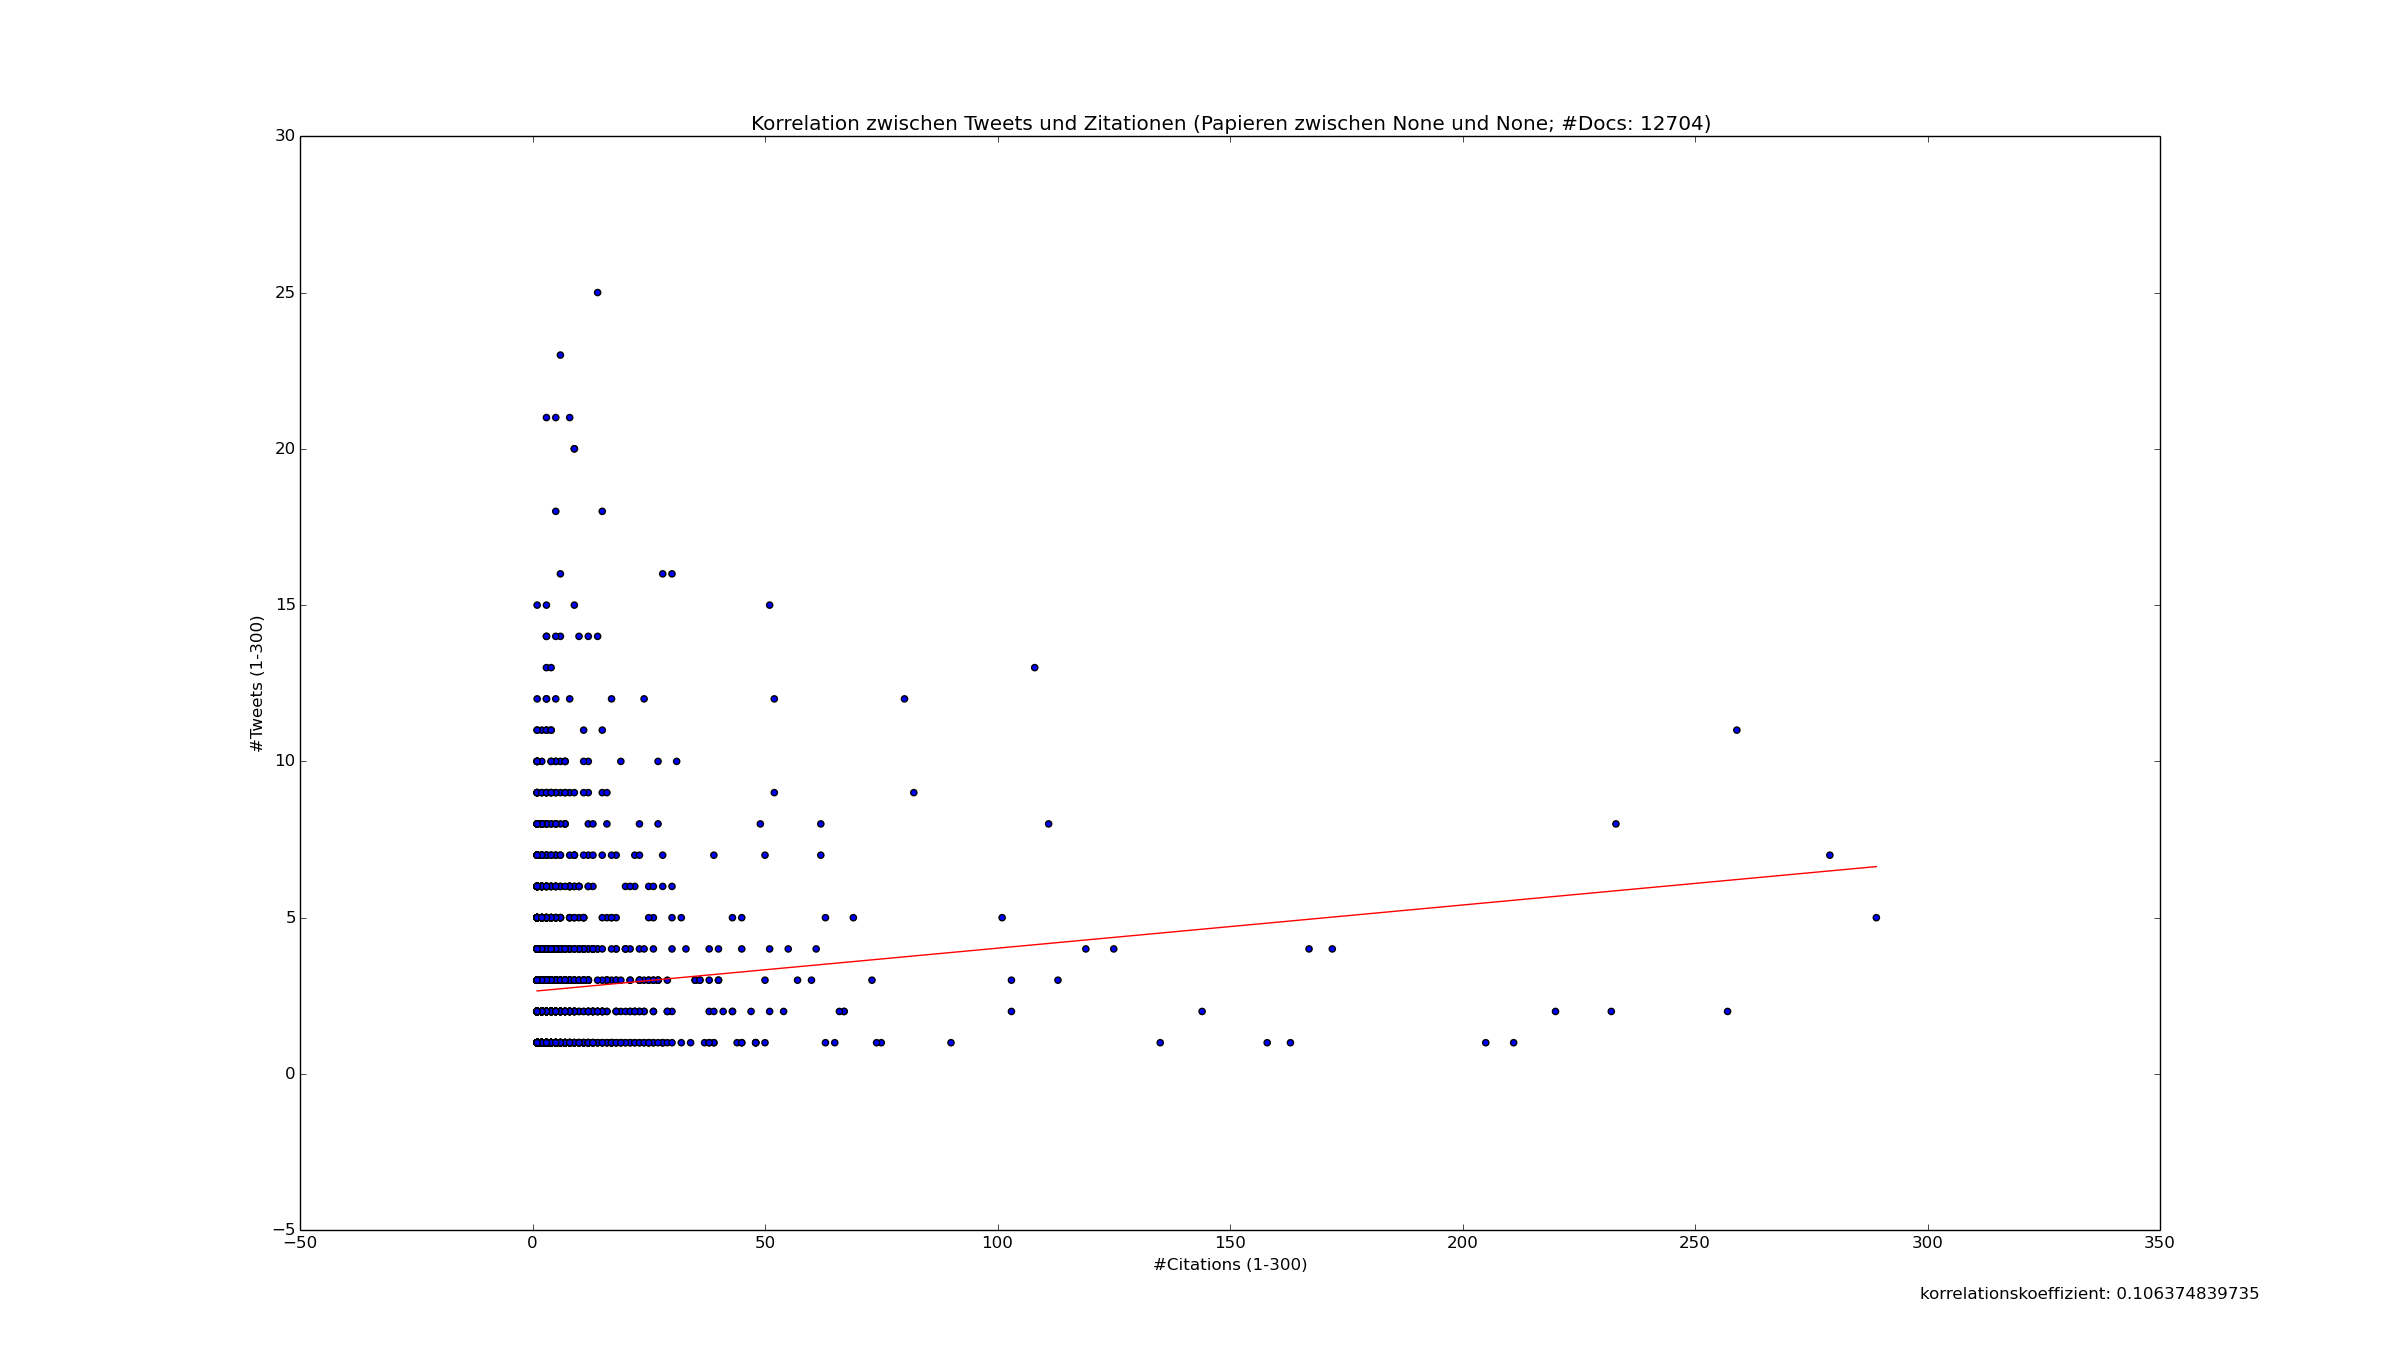 Korrelation zwischen Tweets und Zitationen (Papieren zwischen None und None; #Docs: 12704)
30
25
20
15
10
5
0
−5
#Tweets (1-300)
−50 0 50 100 150 200 250 300 350
#Citations (1-300)
korrelationskoeffizient: 0.106374839735